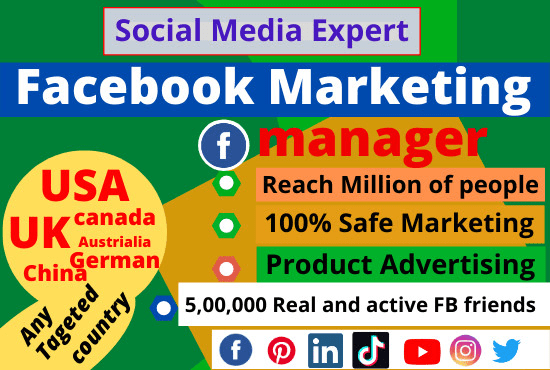 Social Media Expert
Facebook Marketing
manager
Reach Million of people
100% Safe Marketing
Product Advertising
5,00,000 Real and active FB friends
USA
UK canada
Austrialia
German
China
Any
Tageted
country